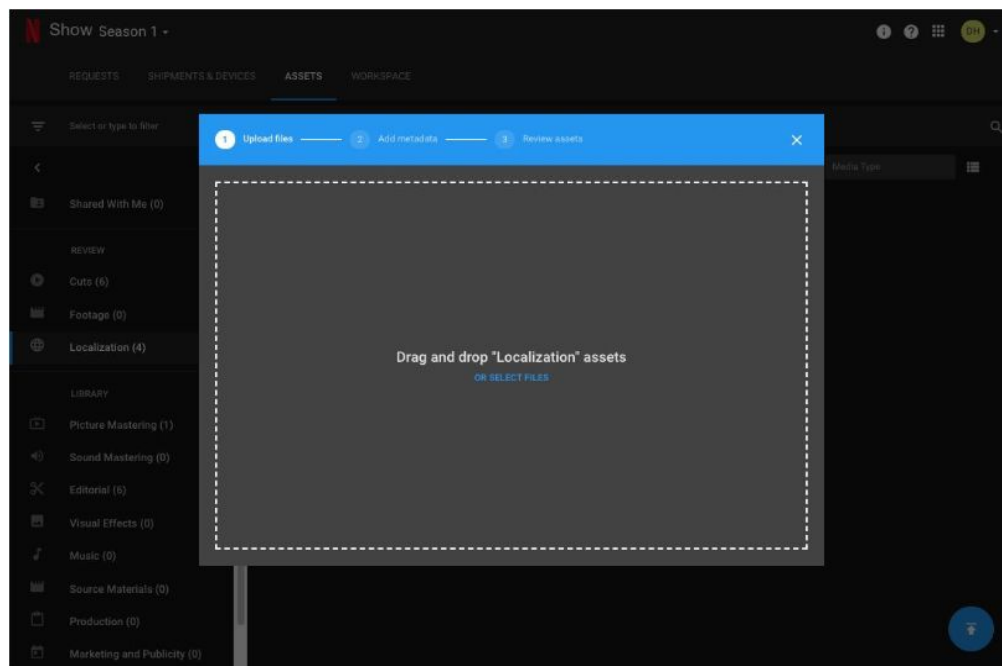 N Show Season 1
DH
REQUESTS SHIPMENTS & DEVICES ASSETS WORKSPACE
Select or type to filter
1 Upload files 2 Add metadata 3 Review assets
Media Type
Shared With Me (0)
REVIEW
Cuts (6)
Footage (0)
Localization (4)
Drag and drop "Localization" assets
OR SELECT FILES
LIBRARY
Picture Mastering (1)
Sound Mastering (0)
Editorial (6)
Visual Effects (0)
Music (0)
Source Materials (0)
Production (0)
Marketing and Publicity (0)